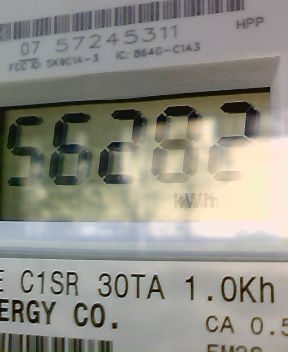 HPP
07 57245311
FCC ID: SK9C1A-3 IC: 864G-C1A3
56282
kWh
E C1SR 30TA 1.0Kh
ERGY CO.
CA 0.5